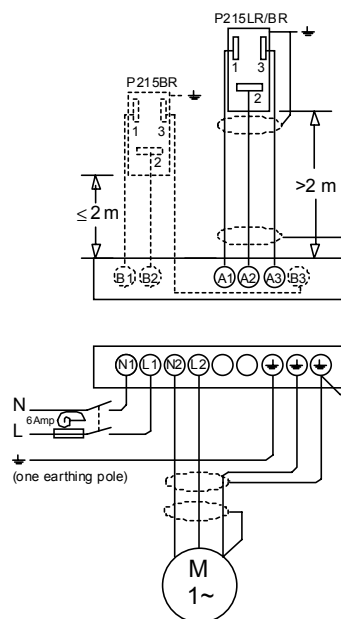 P215LR/BR
1 3
2
P215BR
1 3
2
≤ 2 m
>2 m
B1 B2 A1 A2 A3 B3
N1 L1 N2 L2
N
6Amp
L
(one earthing pole)
M
1~